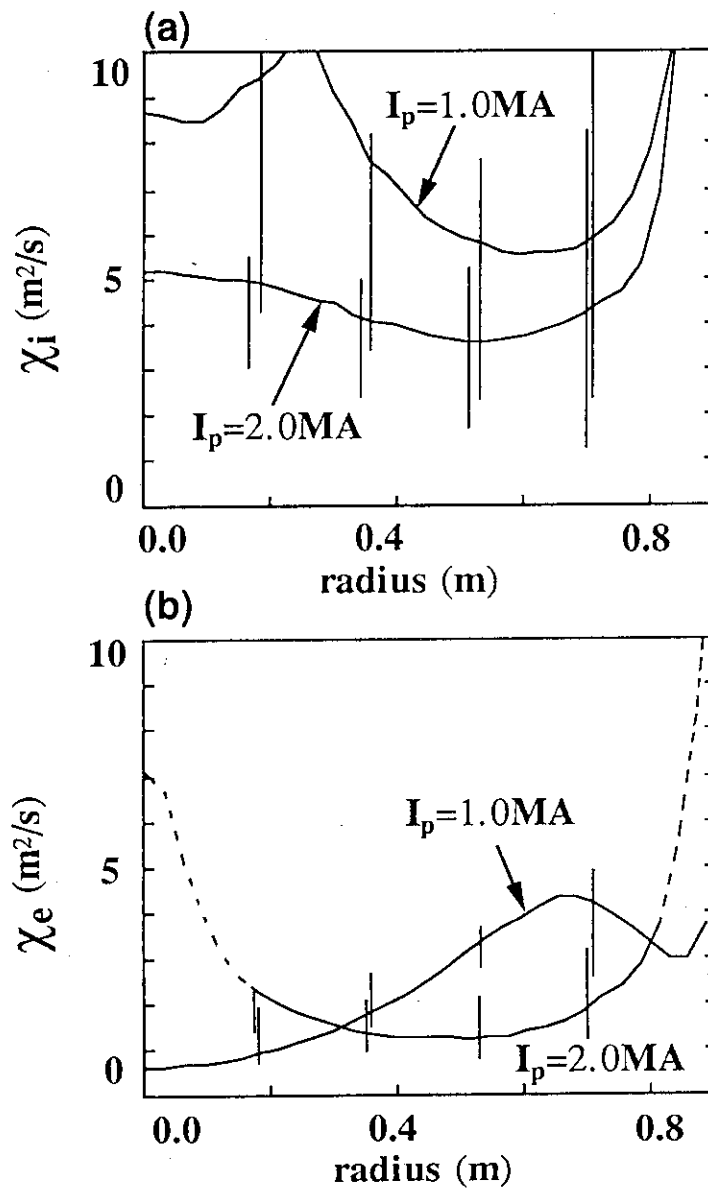 (a)
10
I_p=1.0MA
5
χ_i (m²/s)
I_p=2.0MA
0
0.0 0.4 0.8
radius (m)
(b)
10
I_p=1.0MA
5
χ_e (m²/s)
0
I_p=2.0MA
0.0 0.4 0.8
radius (m)